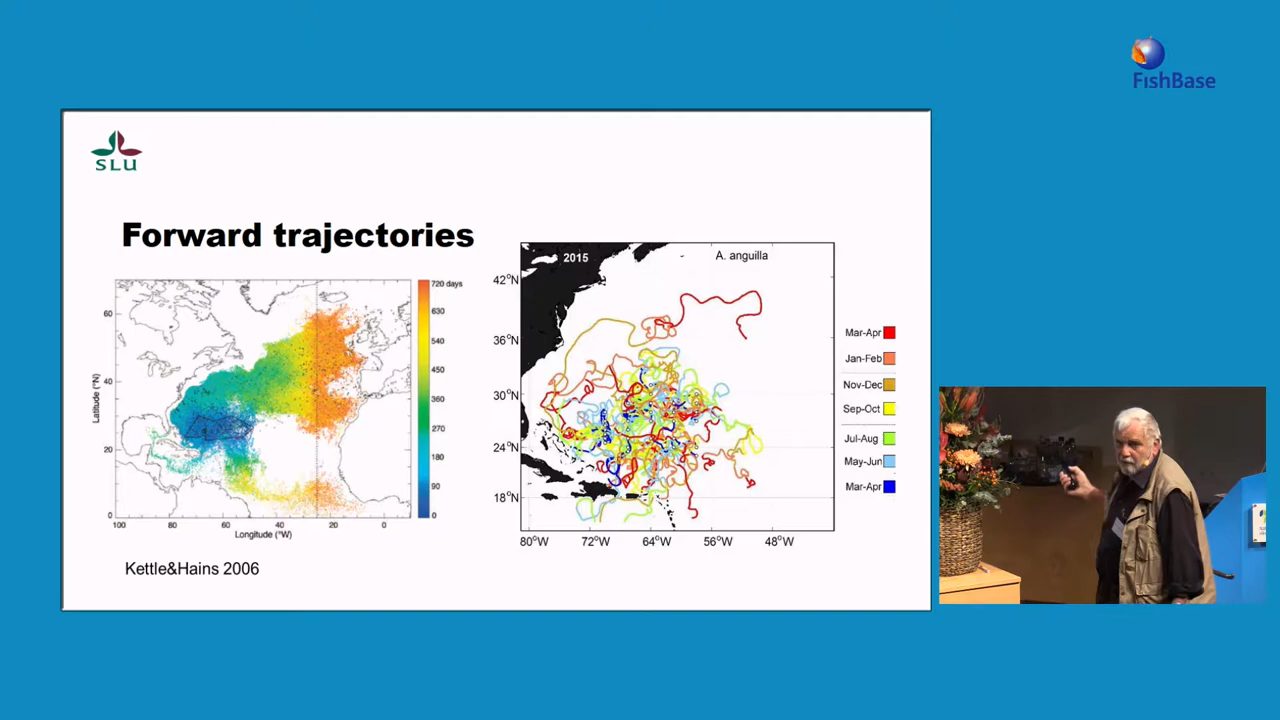 FishBase
SLU
Forward trajectories
720 days
630
540
450
360
270
180
90
0
60
40
20
0
100
80
60
40
20
0
Latitude (°N)
Longitude (°W)
Kettle&Hains 2006
2015
A. anguilla
42°N
36°N
30°N
24°N
18°N
80°W
72°W
64°W
56°W
48°W
Mar-Apr
Jan-Feb
Nov-Dec
Sep-Oct
Jul-Aug
May-Jun
Mar-Apr